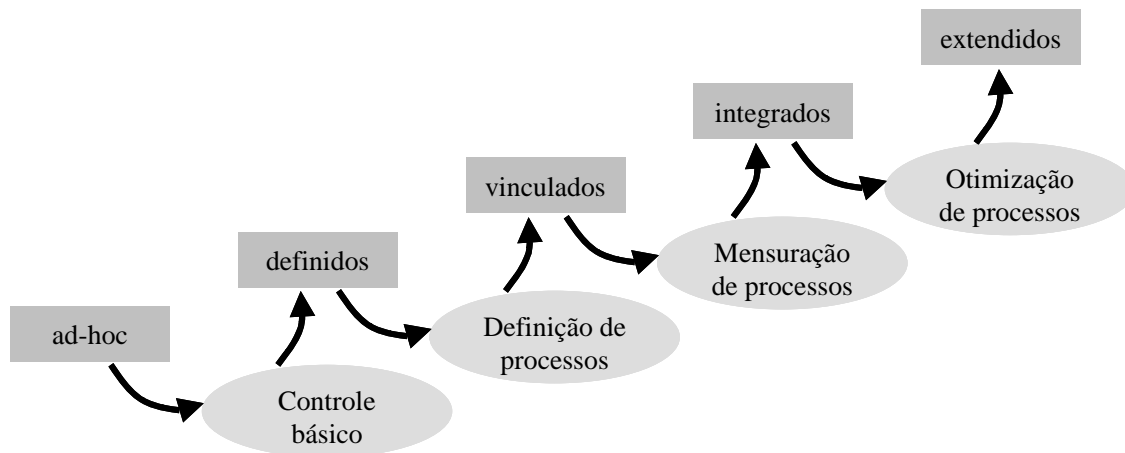 extendidos
integrados
Otimização
de processos
vinculados
Mensuração
de processos
definidos
Definição de
processos
ad-hoc
Controle
básico